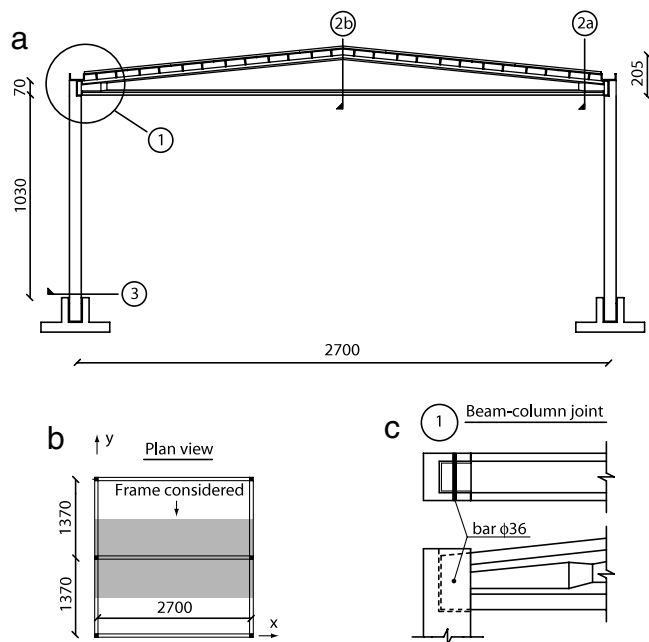 a
2b
2a
70
205
1
1030
3
2700
b
y
Plan view
Frame considered
1370
1370
2700
x
c
1
Beam-column joint
bar ϕ36